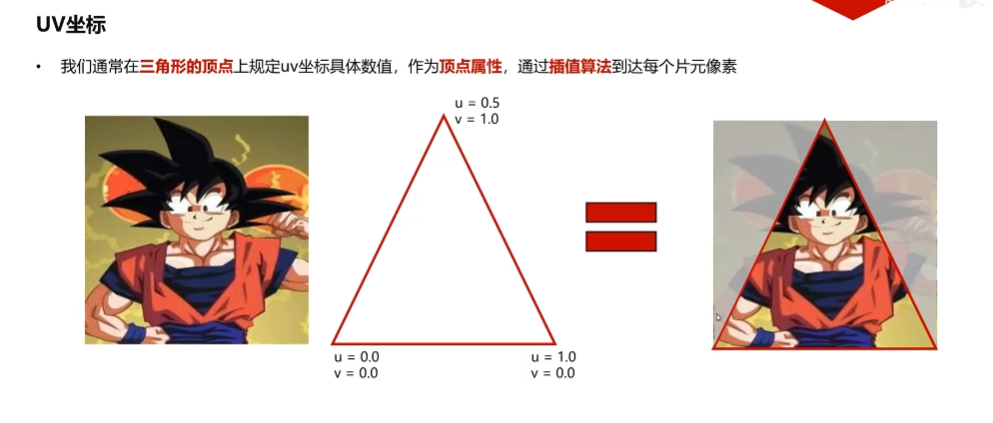 UV坐标
• 我们通常在三角形的顶点上规定uv坐标具体数值，作为顶点属性，通过插值算法到达每个片元像素
u = 0.5
v = 1.0
u = 0.0
v = 0.0
u = 1.0
v = 0.0